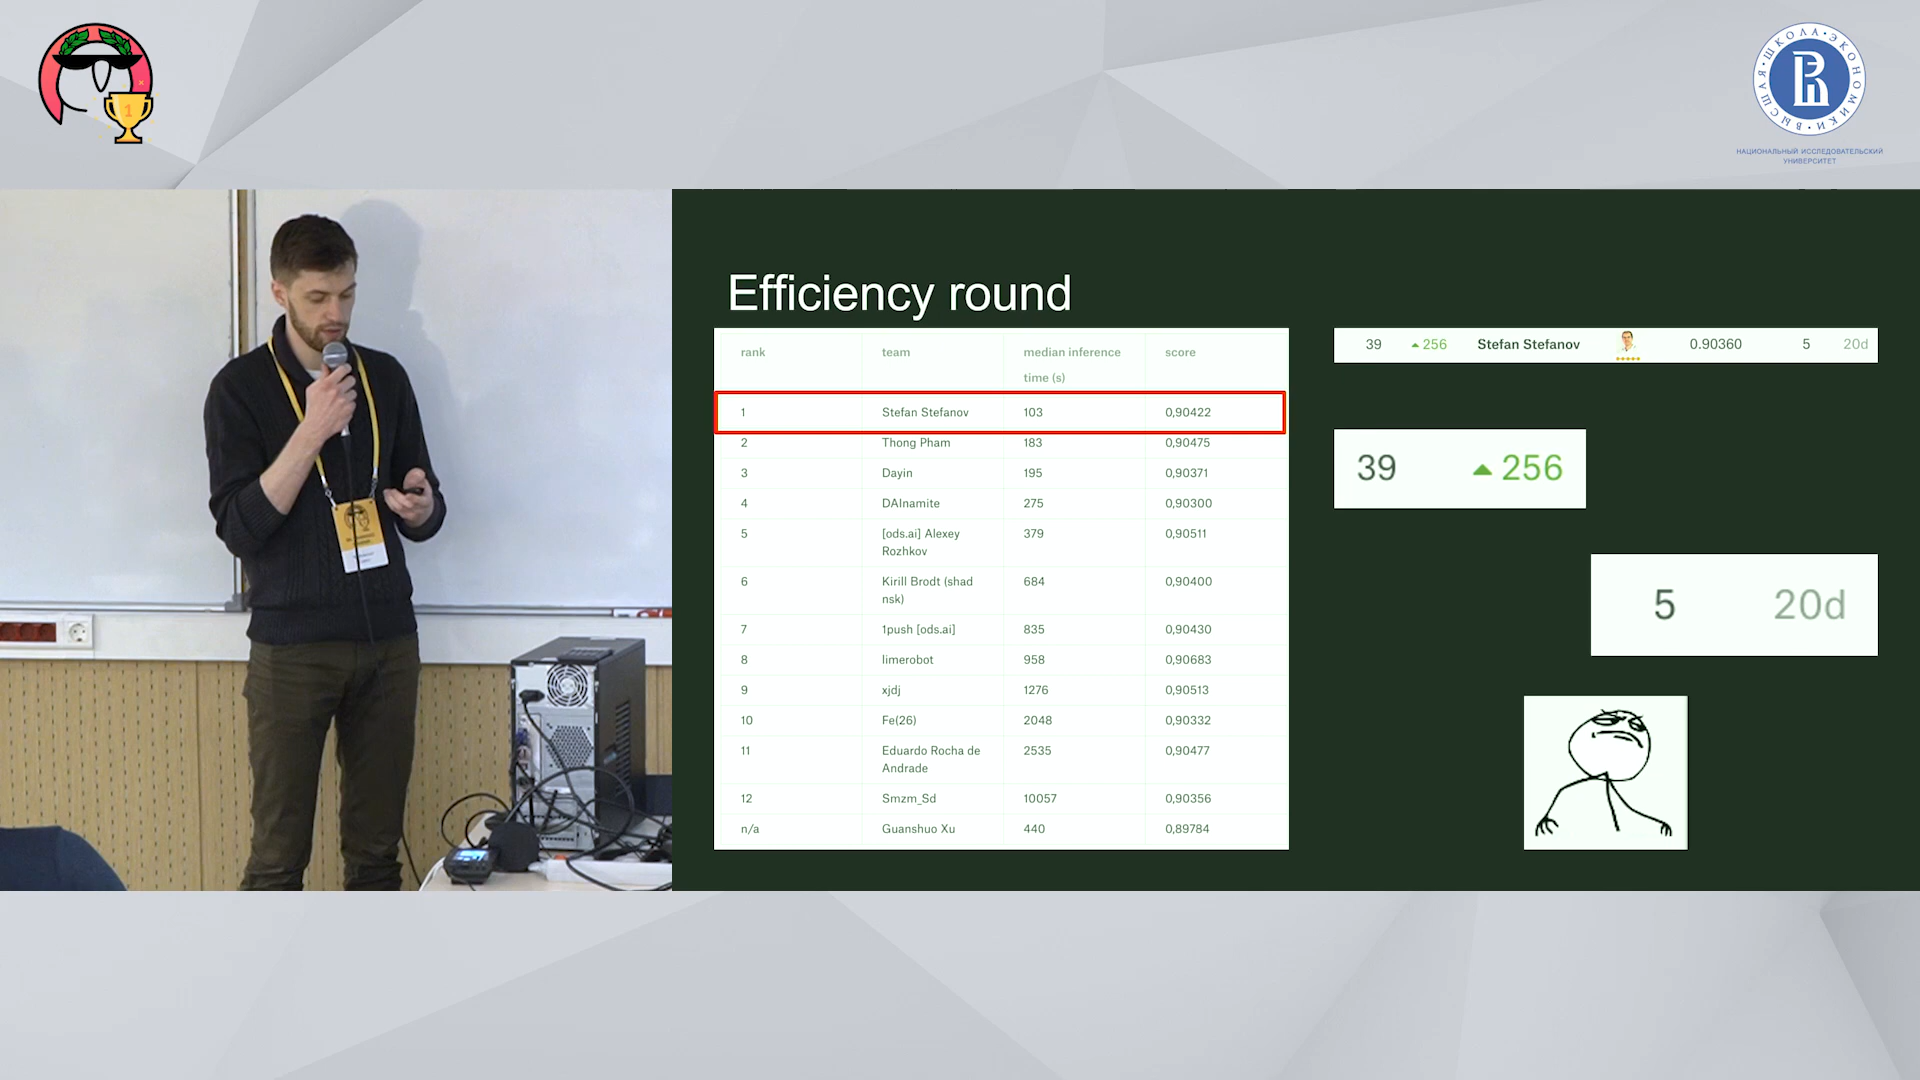 1
ВЫСШАЯ • ШКОЛА • ЭКОНОМИКИ •
НАЦИОНАЛЬНЫЙ ИССЛЕДОВАТЕЛЬСКИЙ
УНИВЕРСИТЕТ
Efficiency round
rank team median inference time (s) score
1 Stefan Stefanov 103 0,90422
2 Thong Pham 183 0,90475
3 Dayin 195 0,90371
4 DAInamite 275 0,90300
5 [ods.ai] Alexey Rozhkov 379 0,90511
6 Kirill Brodt (shad nsk) 684 0,90400
7 1push [ods.ai] 835 0,90430
8 limerobot 958 0,90683
9 xjdj 1276 0,90513
10 Fe(26) 2048 0,90332
11 Eduardo Rocha de Andrade 2535 0,90477
12 Smzm_Sd 10057 0,90356
n/a Guanshuo Xu 440 0,89784
39 ▲256 Stefan Stefanov 0.90360 5 20d
39 ▲256
5 20d